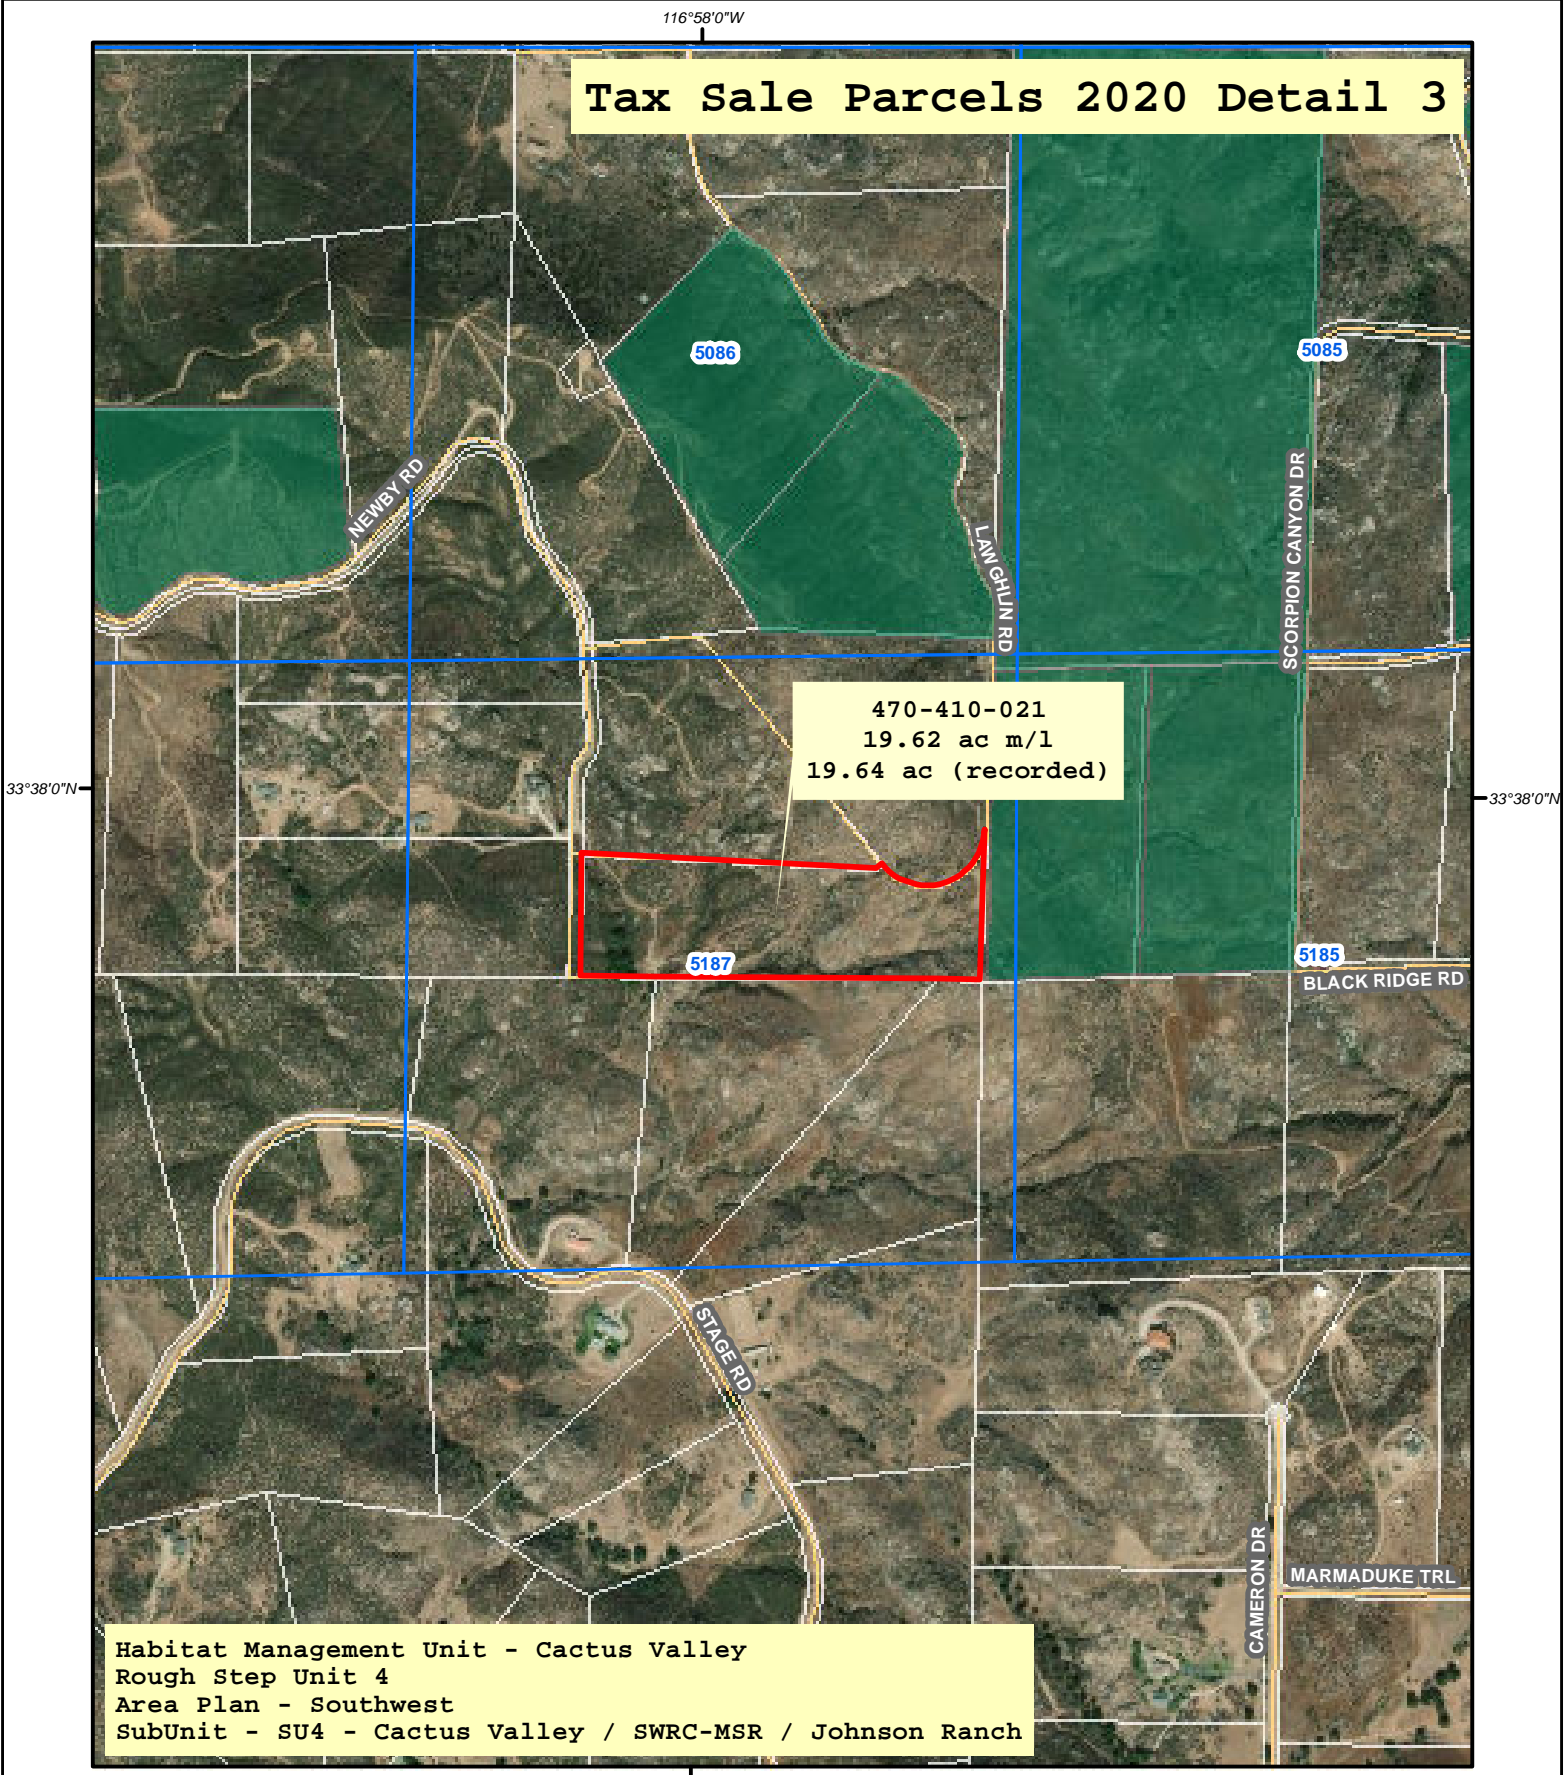 116°58'0"W
Tax Sale Parcels 2020 Detail 3
5086
5085
NEWBY RD
LAWGHLIN RD
SCORPION CANYON DR
470-410-021
19.62 ac m/l
19.64 ac (recorded)
33°38'0"N
33°38'0"N
5187
5185
BLACK RIDGE RD
STAGE RD
CAMERON DR
MARMADUKE TRL
Habitat Management Unit - Cactus Valley
Rough Step Unit 4
Area Plan - Southwest
SubUnit - SU4 - Cactus Valley / SWRC-MSR / Johnson Ranch